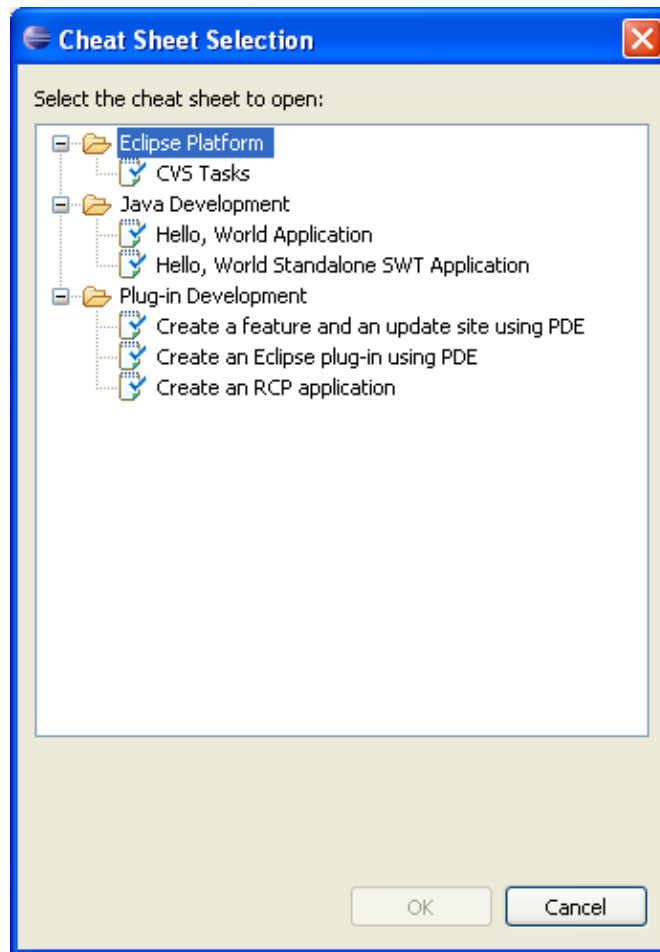 Cheat Sheet Selection
Select the cheat sheet to open:
Eclipse Platform
CVS Tasks
Java Development
Hello, World Application
Hello, World Standalone SWT Application
Plug-in Development
Create a feature and an update site using PDE
Create an Eclipse plug-in using PDE
Create an RCP application
OK Cancel